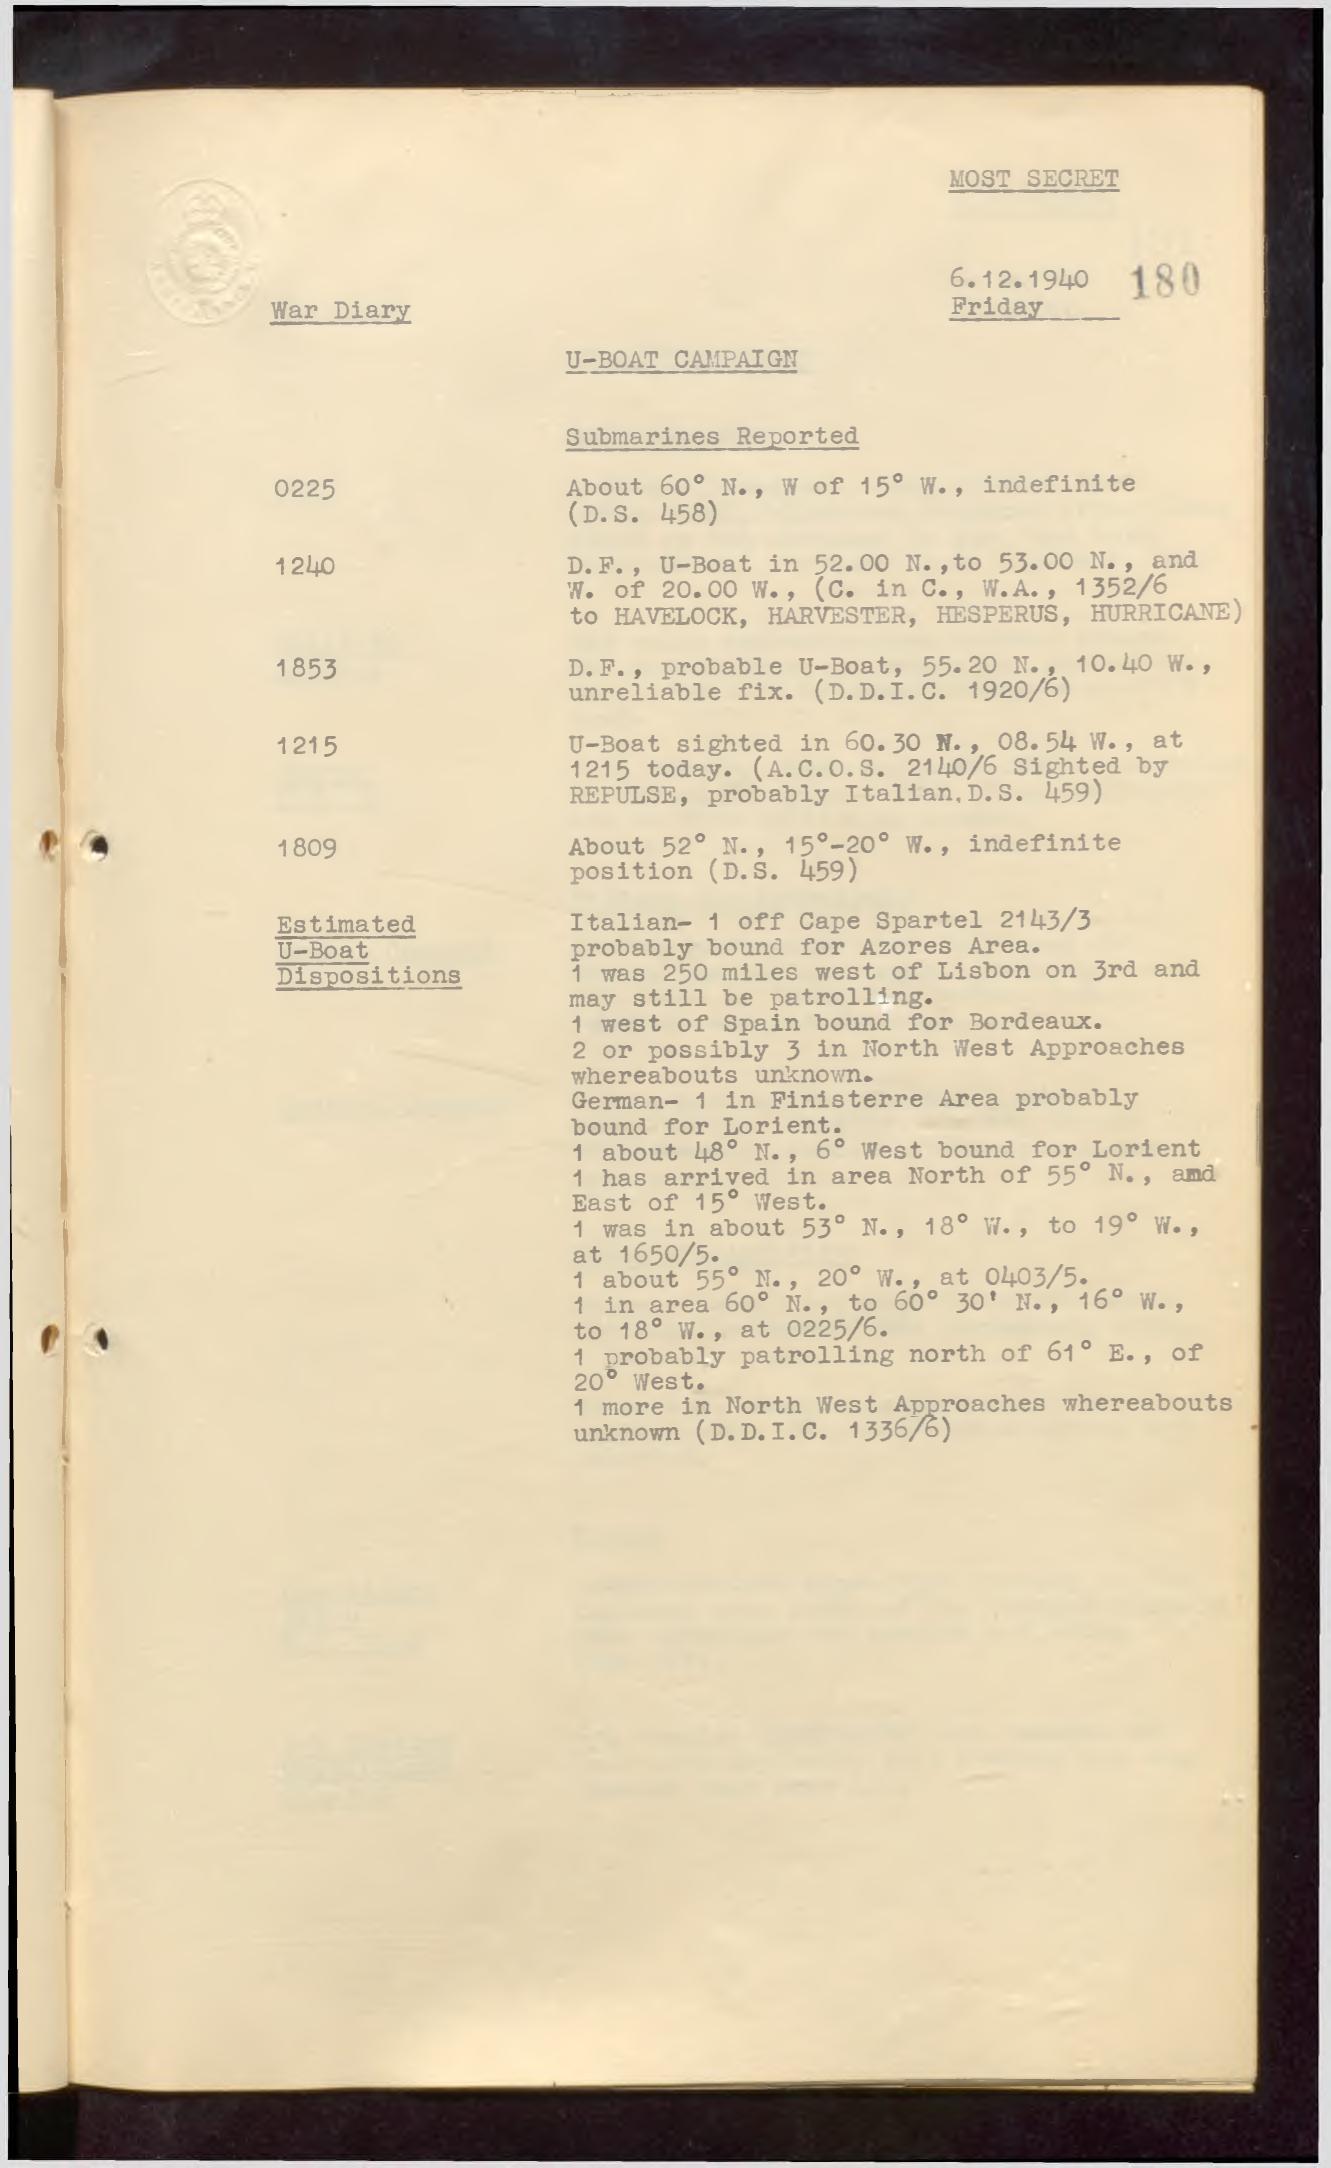 MOST SECRET
6.12.1940 180
War Diary Friday
U-BOAT CAMPAIGN
Submarines Reported
0225 About 60° N., W of 15° W., indefinite
(D.S. 458)
1240 D.F., U-Boat in 52.00 N.,to 53.00 N., and
W. of 20.00 W., (C. in C., W.A., 1352/6
to HAVELOCK, HARVESTER, HESPERUS, HURRICANE)
1853 D.F., probable U-Boat, 55.20 N., 10.40 W.,
unreliable fix. (D.D.I.C. 1920/6)
1215 U-Boat sighted in 60.30 N., 08.54 W., at
1215 today. (A.C.O.S. 2140/6 Sighted by
REPULSE, probably Italian.D.S. 459)
1809 About 52° N., 15°-20° W., indefinite
position (D.S. 459)
Estimated Italian- 1 off Cape Spartel 2143/3
U-Boat probably bound for Azores Area.
Dispositions 1 was 250 miles west of Lisbon on 3rd and
may still be patrolling.
1 west of Spain bound for Bordeaux.
2 or possibly 3 in North West Approaches
whereabouts unknown.
German- 1 in Finisterre Area probably
bound for Lorient.
1 about 48° N., 6° West bound for Lorient
1 has arrived in area North of 55° N., and
East of 15° West.
1 was in about 53° N., 18° W., to 19° W.,
at 1650/5.
1 about 55° N., 20° W., at 0403/5.
1 in area 60° N., to 60° 30' N., 16° W.,
to 18° W., at 0225/6.
1 probably patrolling north of 61° E., of
20° West.
1 more in North West Approaches whereabouts
unknown (D.D.I.C. 1336/6)